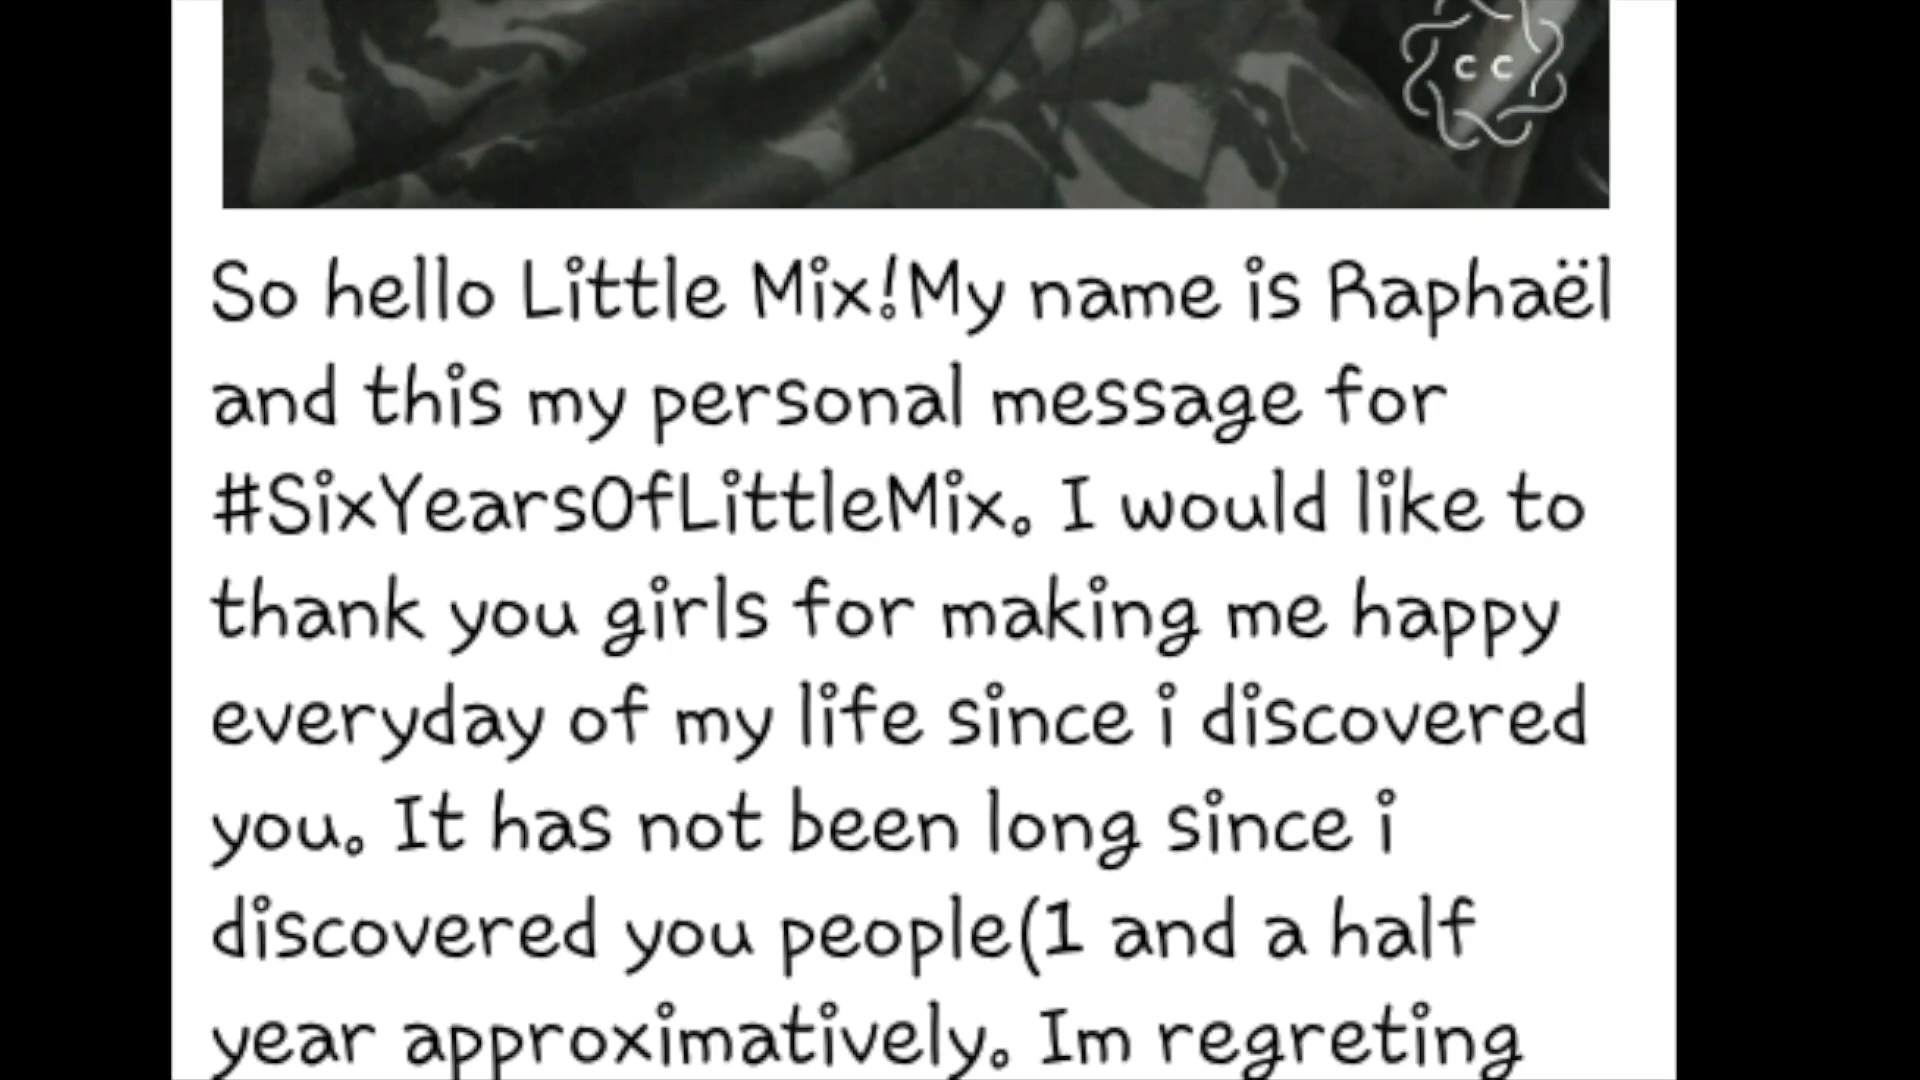 c c
So hello Little Mix!My name is Raphaël
and this my personal message for
#SixYearsOfLittleMix. I would like to
thank you girls for making me happy
everyday of my life since i discovered
you. It has not been long since i
discovered you people(1 and a half
year approximatively. Im regreting